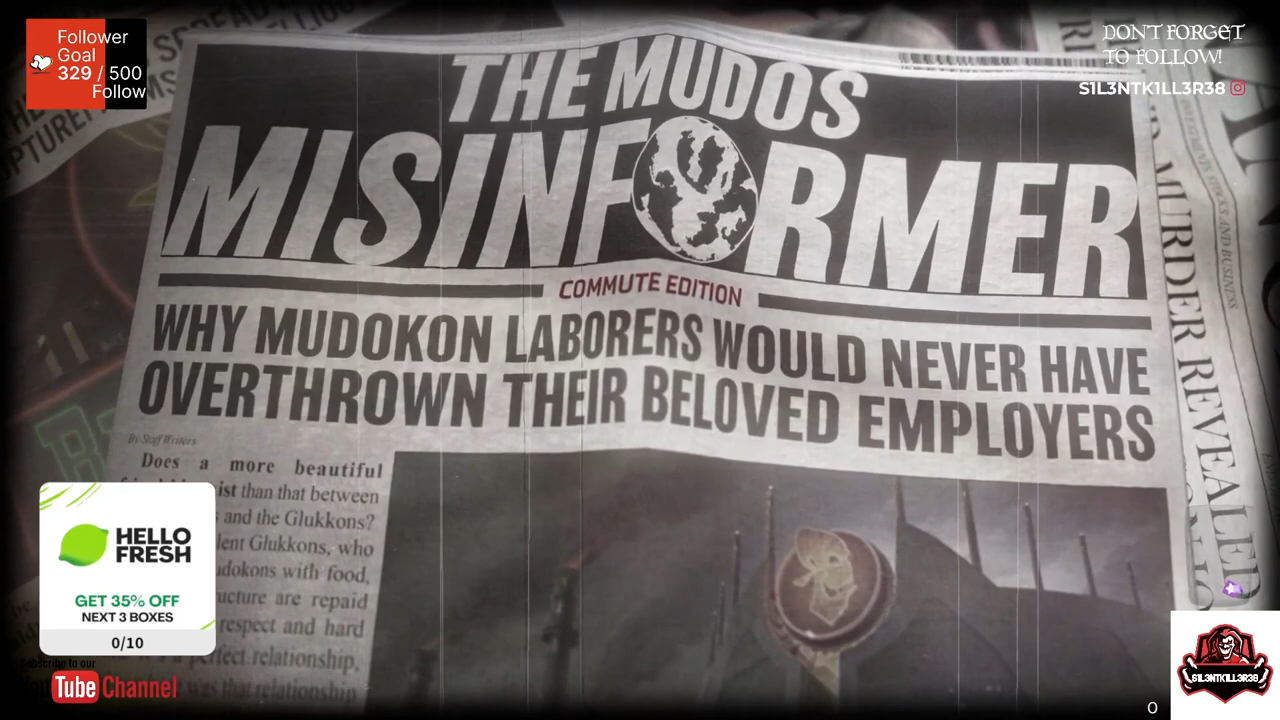 Follower
Goal
329 / 500
Follow
DON'T FORGET
TO FOLLOW!
S1L3NTK1LL3R38
THE MUDOS
MISINFORMER
COMMUTE EDITION
WHY MUDOKON LABORERS WOULD NEVER HAVE
OVERTHROWN THEIR BELOVED EMPLOYERS
By Staff Writers
Does a more beautiful
ist than that between
and the Glukkons?
lent Glukkons, who
udokons with food,
ucture are repaid
respect and hard
perfect relationship,
was that relationship
MURDER REVEALED
HELLO
FRESH
GET 35% OFF
NEXT 3 BOXES
0/10
Subscribe to our
YouTube Channel
S1L3NTK1LL3R38
0